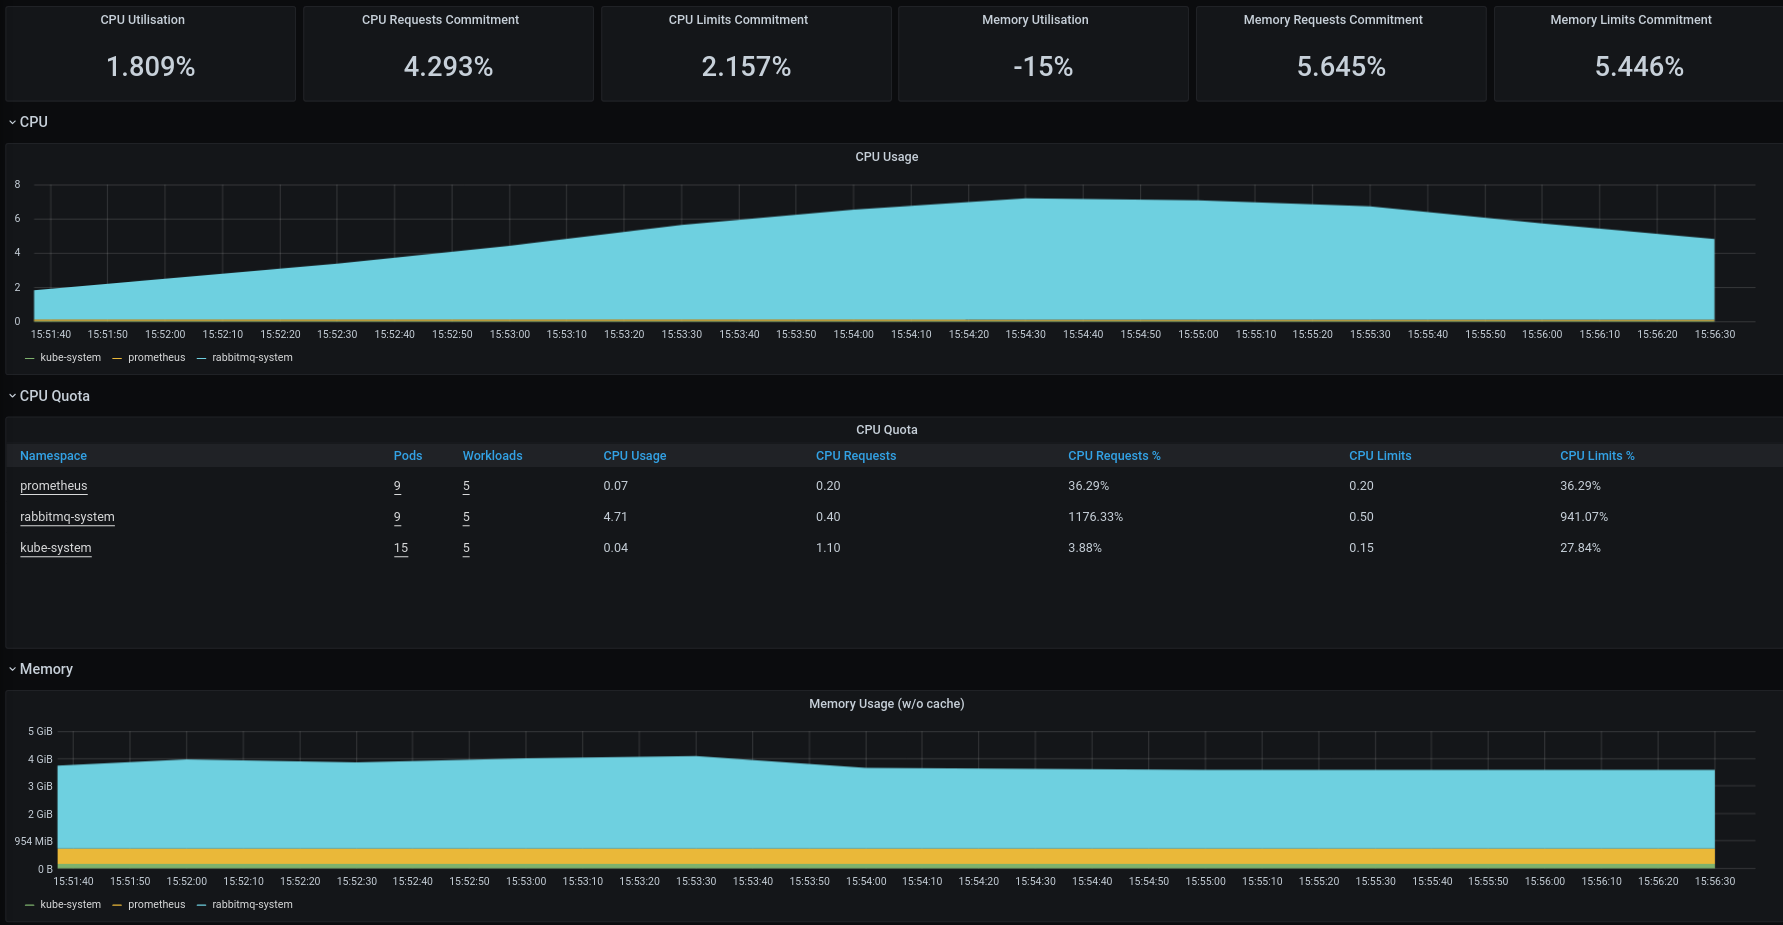 CPU Utilisation CPU Requests Commitment CPU Limits Commitment Memory Utilisation Memory Requests Commitment Memory Limits Commitment
1.809% 4.293% 2.157% -15% 5.645% 5.446%
CPU
CPU Usage
8
6
4
2
0
15:51:40 15:51:50 15:52:00 15:52:10 15:52:20 15:52:30 15:52:40 15:52:50 15:53:00 15:53:10 15:53:20 15:53:30 15:53:40 15:53:50 15:54:00 15:54:10 15:54:20 15:54:30 15:54:40 15:54:50 15:55:00 15:55:10 15:55:20 15:55:30 15:55:40 15:55:50 15:56:00 15:56:10 15:56:20 15:56:30
kube-system prometheus rabbitmq-system
CPU Quota
CPU Quota
Namespace Pods Workloads CPU Usage CPU Requests CPU Requests % CPU Limits CPU Limits %
prometheus 9 5 0.07 0.20 36.29% 0.20 36.29%
rabbitmq-system 9 5 4.71 0.40 1176.33% 0.50 941.07%
kube-system 15 5 0.04 1.10 3.88% 0.15 27.84%
Memory
Memory Usage (w/o cache)
5 GiB
4 GiB
3 GiB
2 GiB
954 MiB
0 B
15:51:40 15:51:50 15:52:00 15:52:10 15:52:20 15:52:30 15:52:40 15:52:50 15:53:00 15:53:10 15:53:20 15:53:30 15:53:40 15:53:50 15:54:00 15:54:10 15:54:20 15:54:30 15:54:40 15:54:50 15:55:00 15:55:10 15:55:20 15:55:30 15:55:40 15:55:50 15:56:00 15:56:10 15:56:20 15:56:30
kube-system prometheus rabbitmq-system